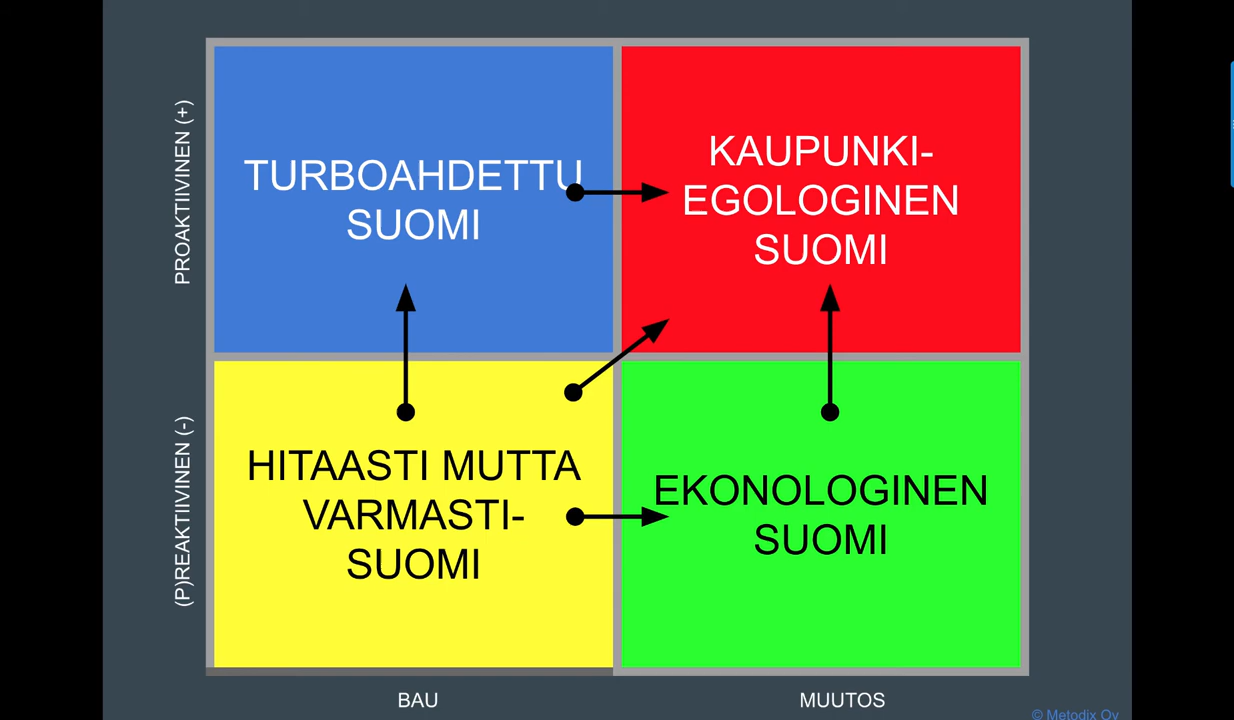 PROAKTIIVINEN (+)
TURBOAHDETTU
SUOMI
KAUPUNKI-
EGOLOGINEN
SUOMI
(P)REAKTIIVINEN (-)
HITAASTI MUTTA
VARMASTI-
SUOMI
EKONOLOGINEN
SUOMI
BAU
MUUTOS
© Metodix Oy